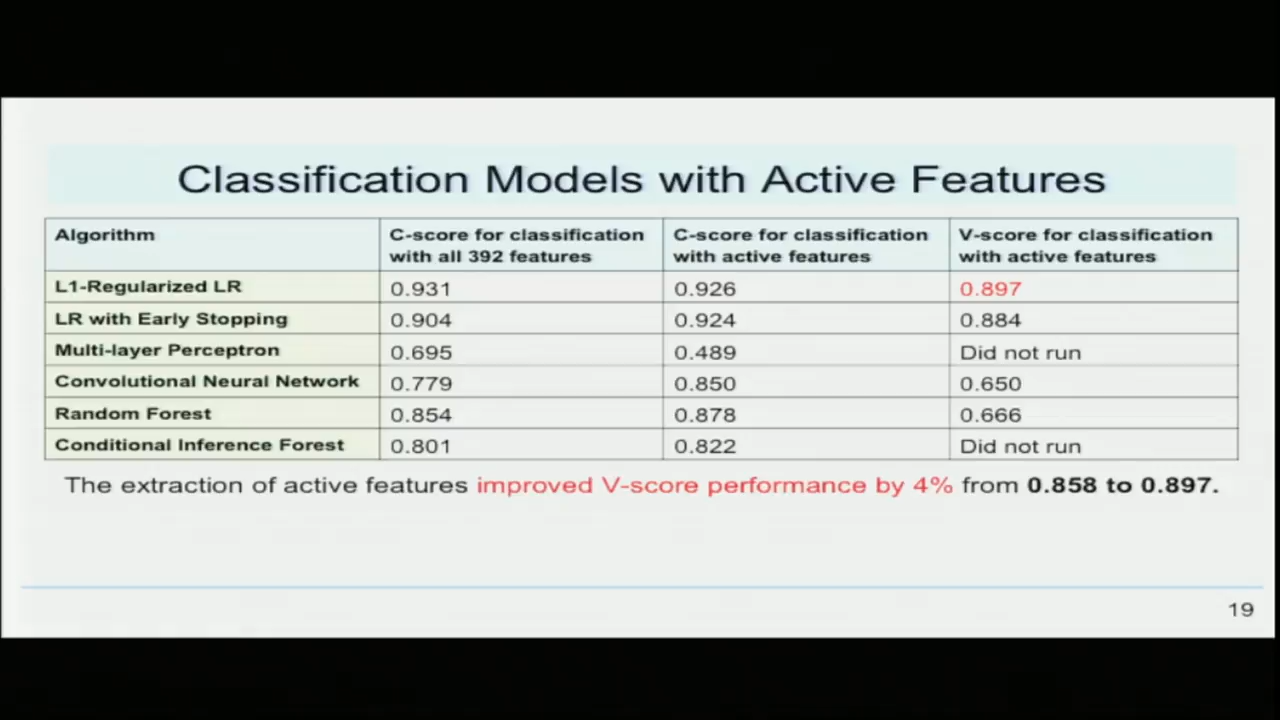 Classification Models with Active Features
Algorithm
C-score for classification with all 392 features
C-score for classification with active features
V-score for classification with active features
L1-Regularized LR 0.931 0.926 0.897
LR with Early Stopping 0.904 0.924 0.884
Multi-layer Perceptron 0.695 0.489 Did not run
Convolutional Neural Network 0.779 0.850 0.650
Random Forest 0.854 0.878 0.666
Conditional Inference Forest 0.801 0.822 Did not run
The extraction of active features improved V-score performance by 4% from 0.858 to 0.897.
19